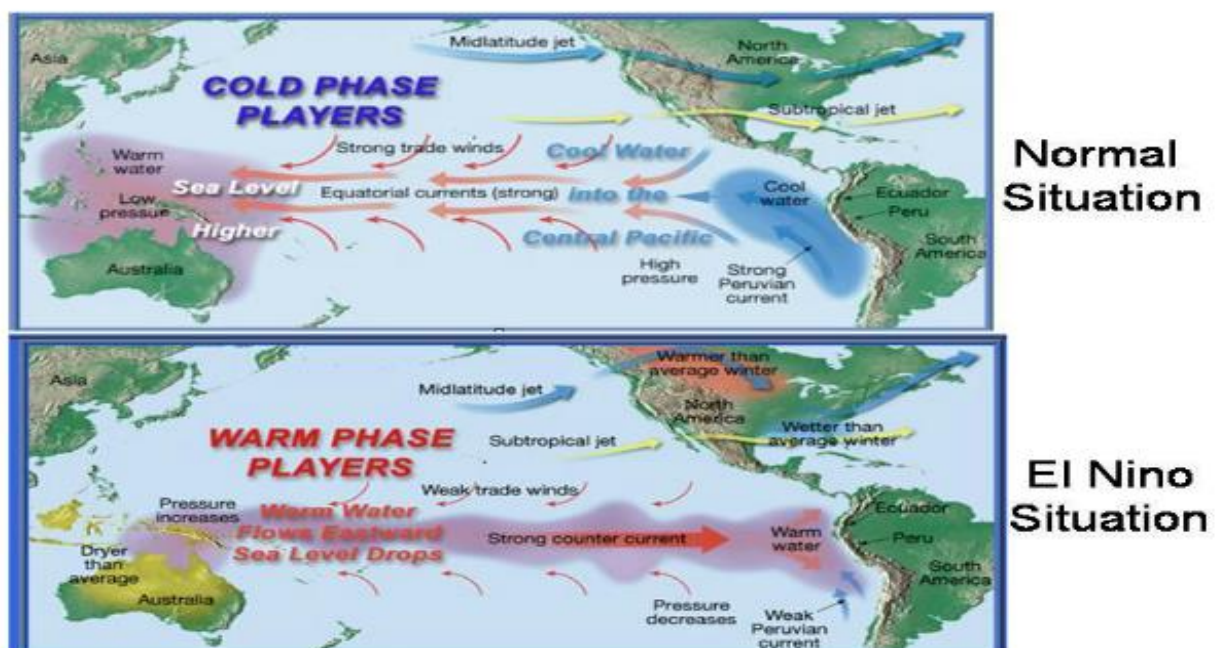 Asia
Midlatitude jet
North
America
COLD PHASE
PLAYERS
Subtropical jet
Warm
water
Strong trade winds
Cool Water
Sea Level
Equatorial currents (strong)
into the
Cool
water
Ecuador
Low
pressure
Peru
Higher
Central Pacific
South
America
Australia
High
pressure
Strong
Peruvian
current
Normal
Situation
Asia
Warmer than
average winter
Midlatitude jet
North
America
WARM PHASE
PLAYERS
Subtropical jet
Wetter than
average winter
Weak trade winds
Pressure
increases
Warm Water
Flows Eastward
Sea Level Drops
Strong counter current
Warm
water
Ecuador
Peru
Dryer
than
average
South
America
Australia
Pressure
decreases
Weak
Peruvian
current
El Nino
Situation